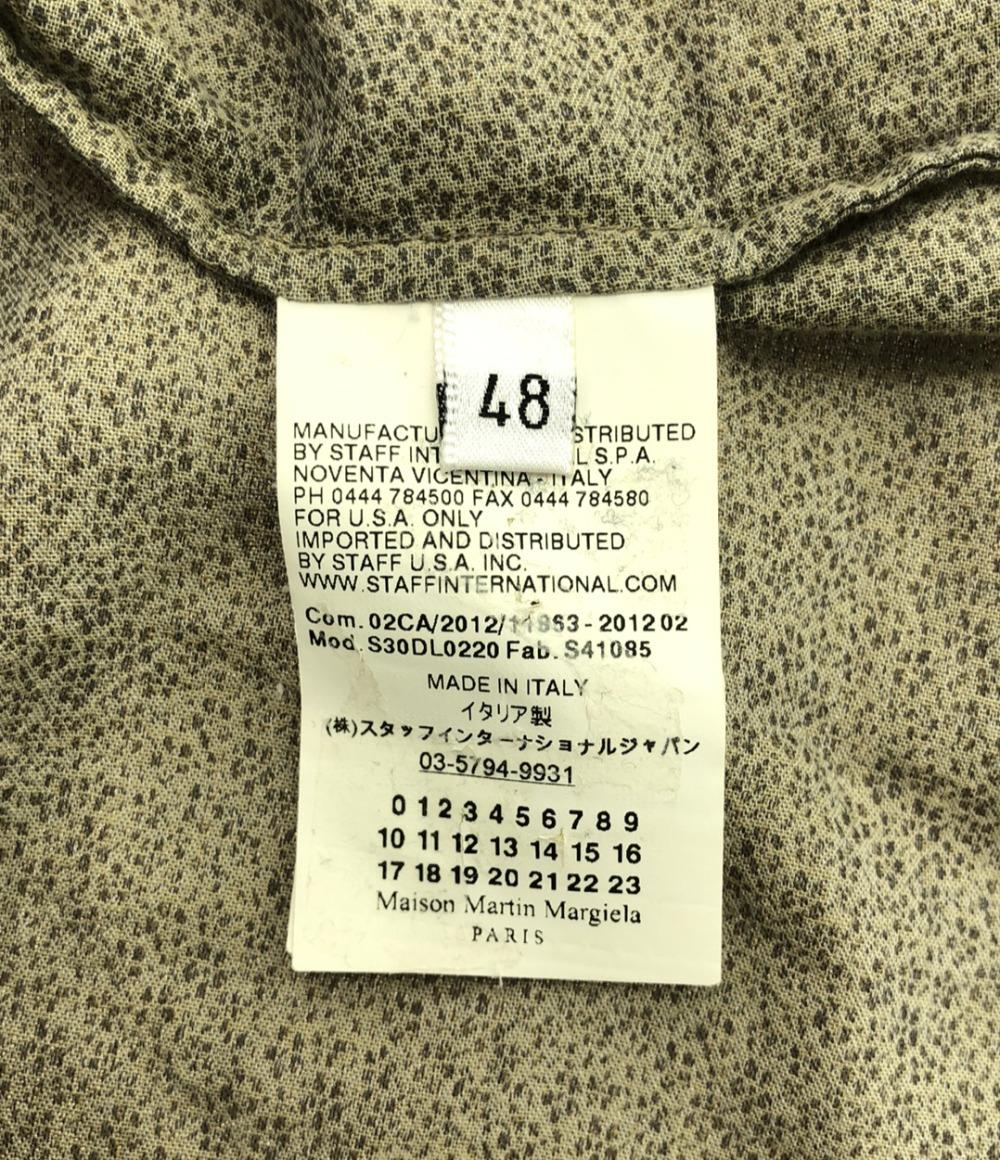 48
MANUFACTU STRIBUTED
BY STAFF INT L S.P.A.
NOVENTA VICENTINA - ITALY
PH 0444 784500 FAX 0444 784580
FOR U.S.A. ONLY
IMPORTED AND DISTRIBUTED
BY STAFF U.S.A. INC.
WWW.STAFFINTERNATIONAL.COM
Com. 02CA/2012/ - 2012 02
Mod. S30DL0220 Fab. S41085
MADE IN ITALY
イタリア製
(株)スタッフインターナショナルジャパン
03-5794-9931
0 1 2 3 4 5 6 7 8 9
10 11 12 13 14 15 16
17 18 19 20 21 22 23
Maison Martin Margiela
PARIS